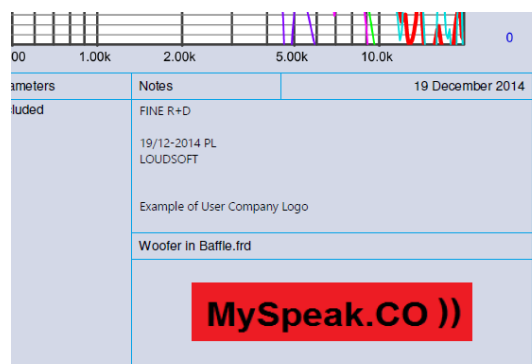 0
00 1.00k 2.00k 5.00k 10.0k
ameters Notes 19 December 2014
luded FINE R+D
19/12-2014 PL
LOUDSOFT
Example of User Company Logo
Woofer in Baffle.frd
MySpeak.CO ))